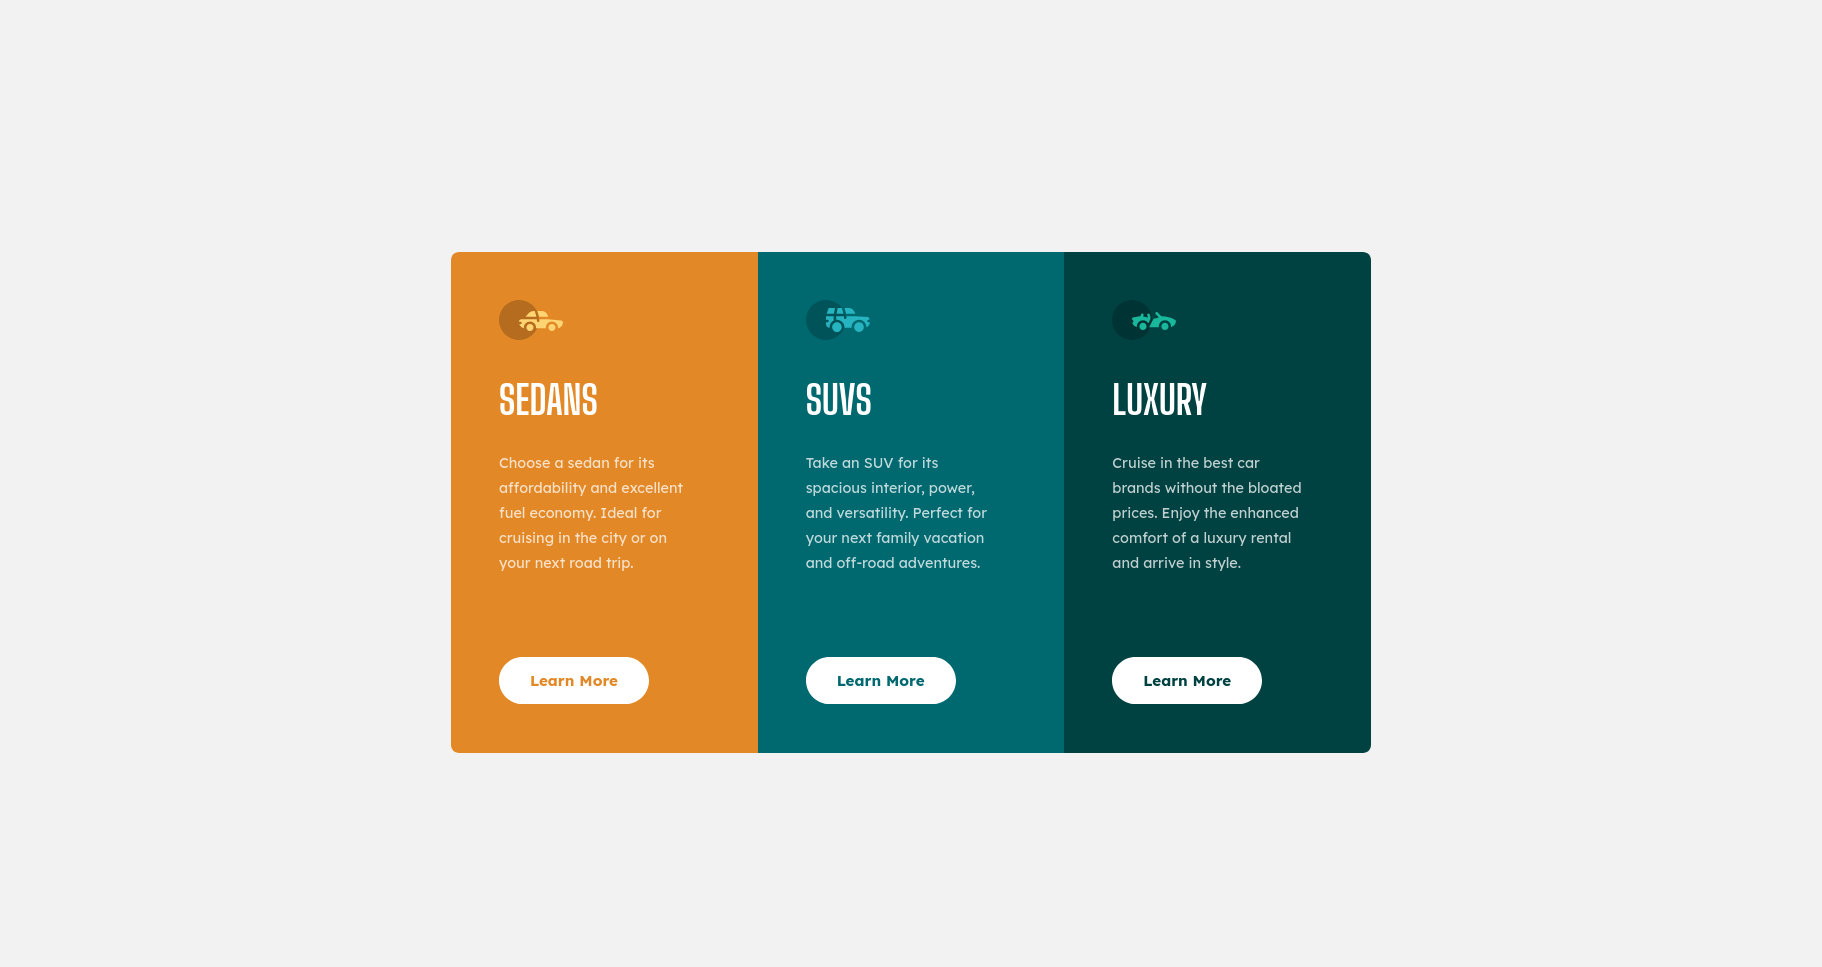 SEDANS
Choose a sedan for its
affordability and excellent
fuel economy. Ideal for
cruising in the city or on
your next road trip.
Learn More
SUVS
Take an SUV for its
spacious interior, power,
and versatility. Perfect for
your next family vacation
and off-road adventures.
Learn More
LUXURY
Cruise in the best car
brands without the bloated
prices. Enjoy the enhanced
comfort of a luxury rental
and arrive in style.
Learn More